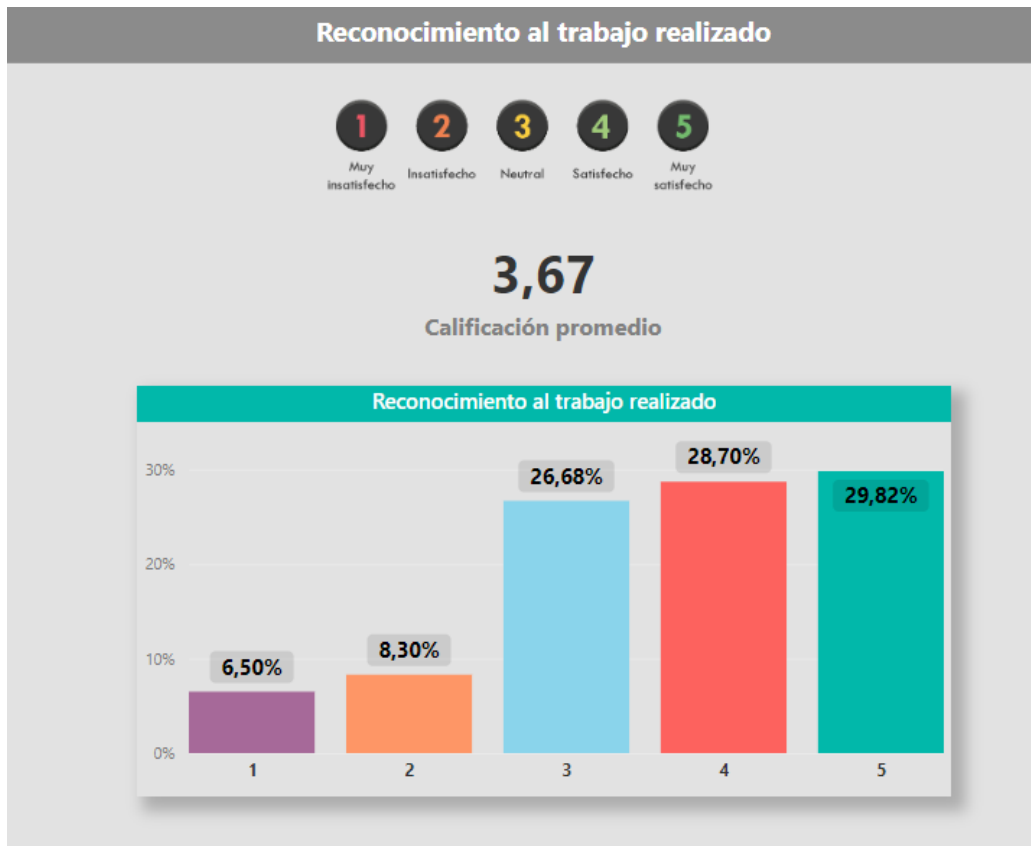 Reconocimiento al trabajo realizado
1 2 3 4 5
Muy insatisfecho
Insatisfecho
Neutral
Satisfecho
Muy satisfecho
3,67
Calificación promedio
Reconocimiento al trabajo realizado
30%
20%
10%
0%
6,50%
8,30%
26,68%
28,70%
29,82%
1 2 3 4 5